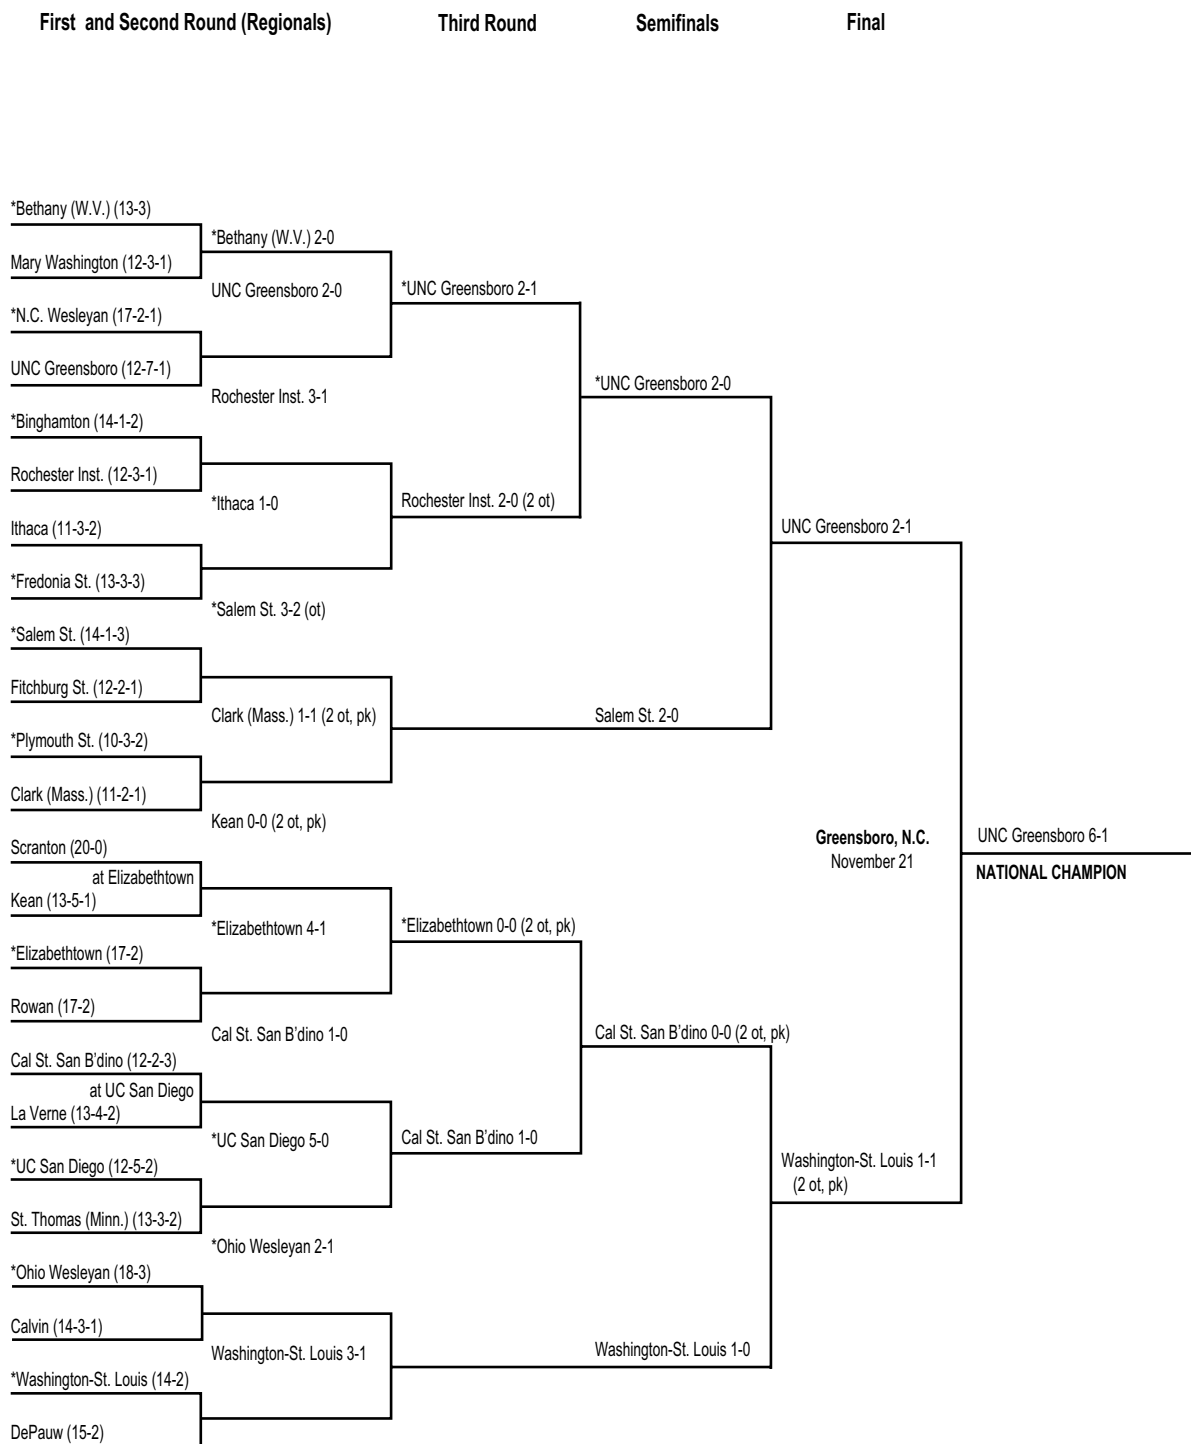 First and Second Round (Regionals)
Third Round
Semifinals
Final
*Bethany (W.V.) (13-3)
Mary Washington (12-3-1)
*N.C. Wesleyan (17-2-1)
UNC Greensboro (12-7-1)
*Binghamton (14-1-2)
Rochester Inst. (12-3-1)
Ithaca (11-3-2)
*Fredonia St. (13-3-3)
*Salem St. (14-1-3)
Fitchburg St. (12-2-1)
*Plymouth St. (10-3-2)
Clark (Mass.) (11-2-1)
Scranton (20-0)
at Elizabethtown
Kean (13-5-1)
*Elizabethtown (17-2)
Rowan (17-2)
Cal St. San B’dino (12-2-3)
at UC San Diego
La Verne (13-4-2)
*UC San Diego (12-5-2)
St. Thomas (Minn.) (13-3-2)
*Ohio Wesleyan (18-3)
Calvin (14-3-1)
*Washington-St. Louis (14-2)
DePauw (15-2)
*Bethany (W.V.) 2-0
UNC Greensboro 2-0
Rochester Inst. 3-1
*Ithaca 1-0
*Salem St. 3-2 (ot)
Clark (Mass.) 1-1 (2 ot, pk)
Kean 0-0 (2 ot, pk)
*Elizabethtown 4-1
Cal St. San B’dino 1-0
*UC San Diego 5-0
*Ohio Wesleyan 2-1
Washington-St. Louis 3-1
*UNC Greensboro 2-1
Rochester Inst. 2-0 (2 ot)
*Elizabethtown 0-0 (2 ot, pk)
Cal St. San B’dino 1-0
*UNC Greensboro 2-0
Salem St. 2-0
Cal St. San B’dino 0-0 (2 ot, pk)
Washington-St. Louis 1-0
UNC Greensboro 2-1
Washington-St. Louis 1-1
(2 ot, pk)
Greensboro, N.C.
November 21
UNC Greensboro 6-1
NATIONAL CHAMPION